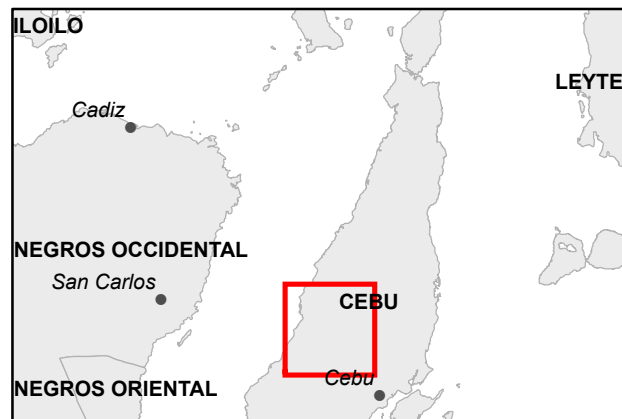 ILOILO
LEYTE
Cadiz
NEGROS OCCIDENTAL
San Carlos
CEBU
Cebu
NEGROS ORIENTAL